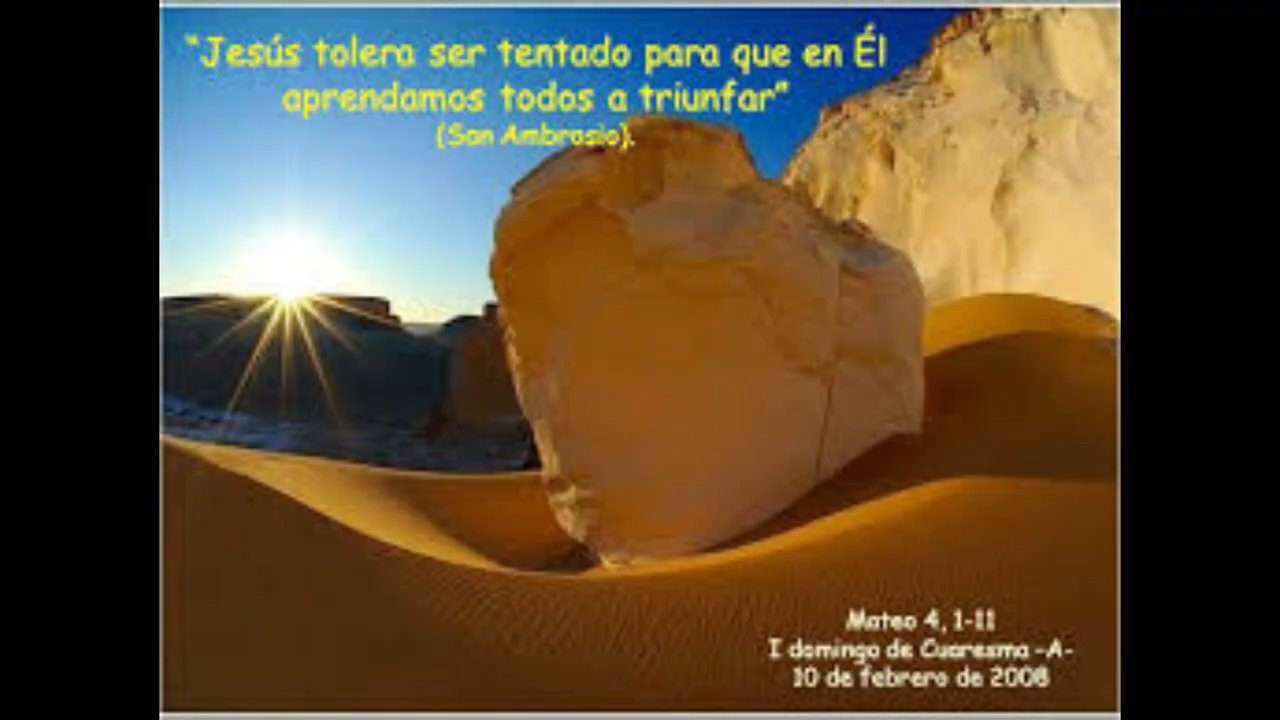 “Jesús tolera ser tentado para que en Él
aprendamos todos a triunfar”
(San Ambrosio).
Mateo 4, 1-11
I domingo de Cuaresma -A-
10 de febrero de 2008